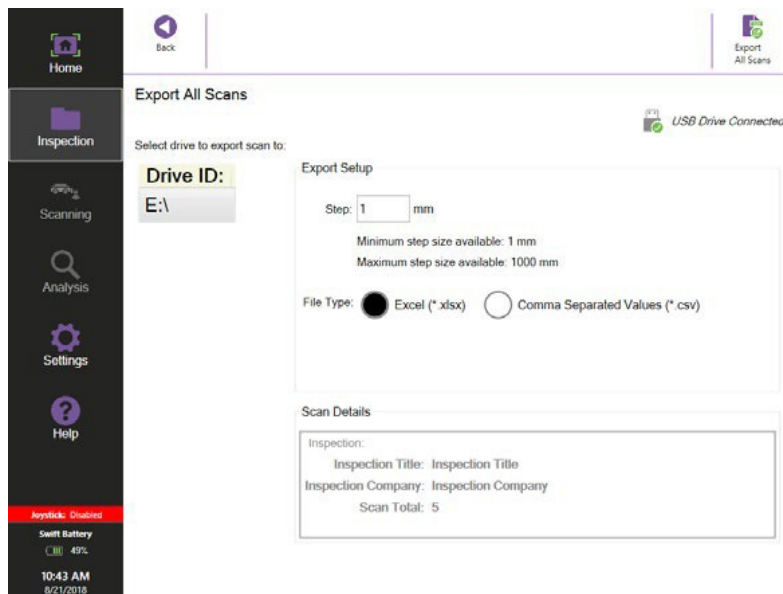 Home
Inspection
Scanning
Analysis
Settings
Help
Joystick: Disabled
Swift Battery
49%
10:43 AM
8/21/2018
Back
Export
All Scans
Export All Scans
USB Drive Connected
Select drive to export scan to:
Drive ID:
E:\
Export Setup
Step: 1 mm
Minimum step size available: 1 mm
Maximum step size available: 1000 mm
File Type: Excel (*.xlsx) Comma Separated Values (*.csv)
Scan Details
Inspection:
Inspection Title: Inspection Title
Inspection Company: Inspection Company
Scan Total: 5